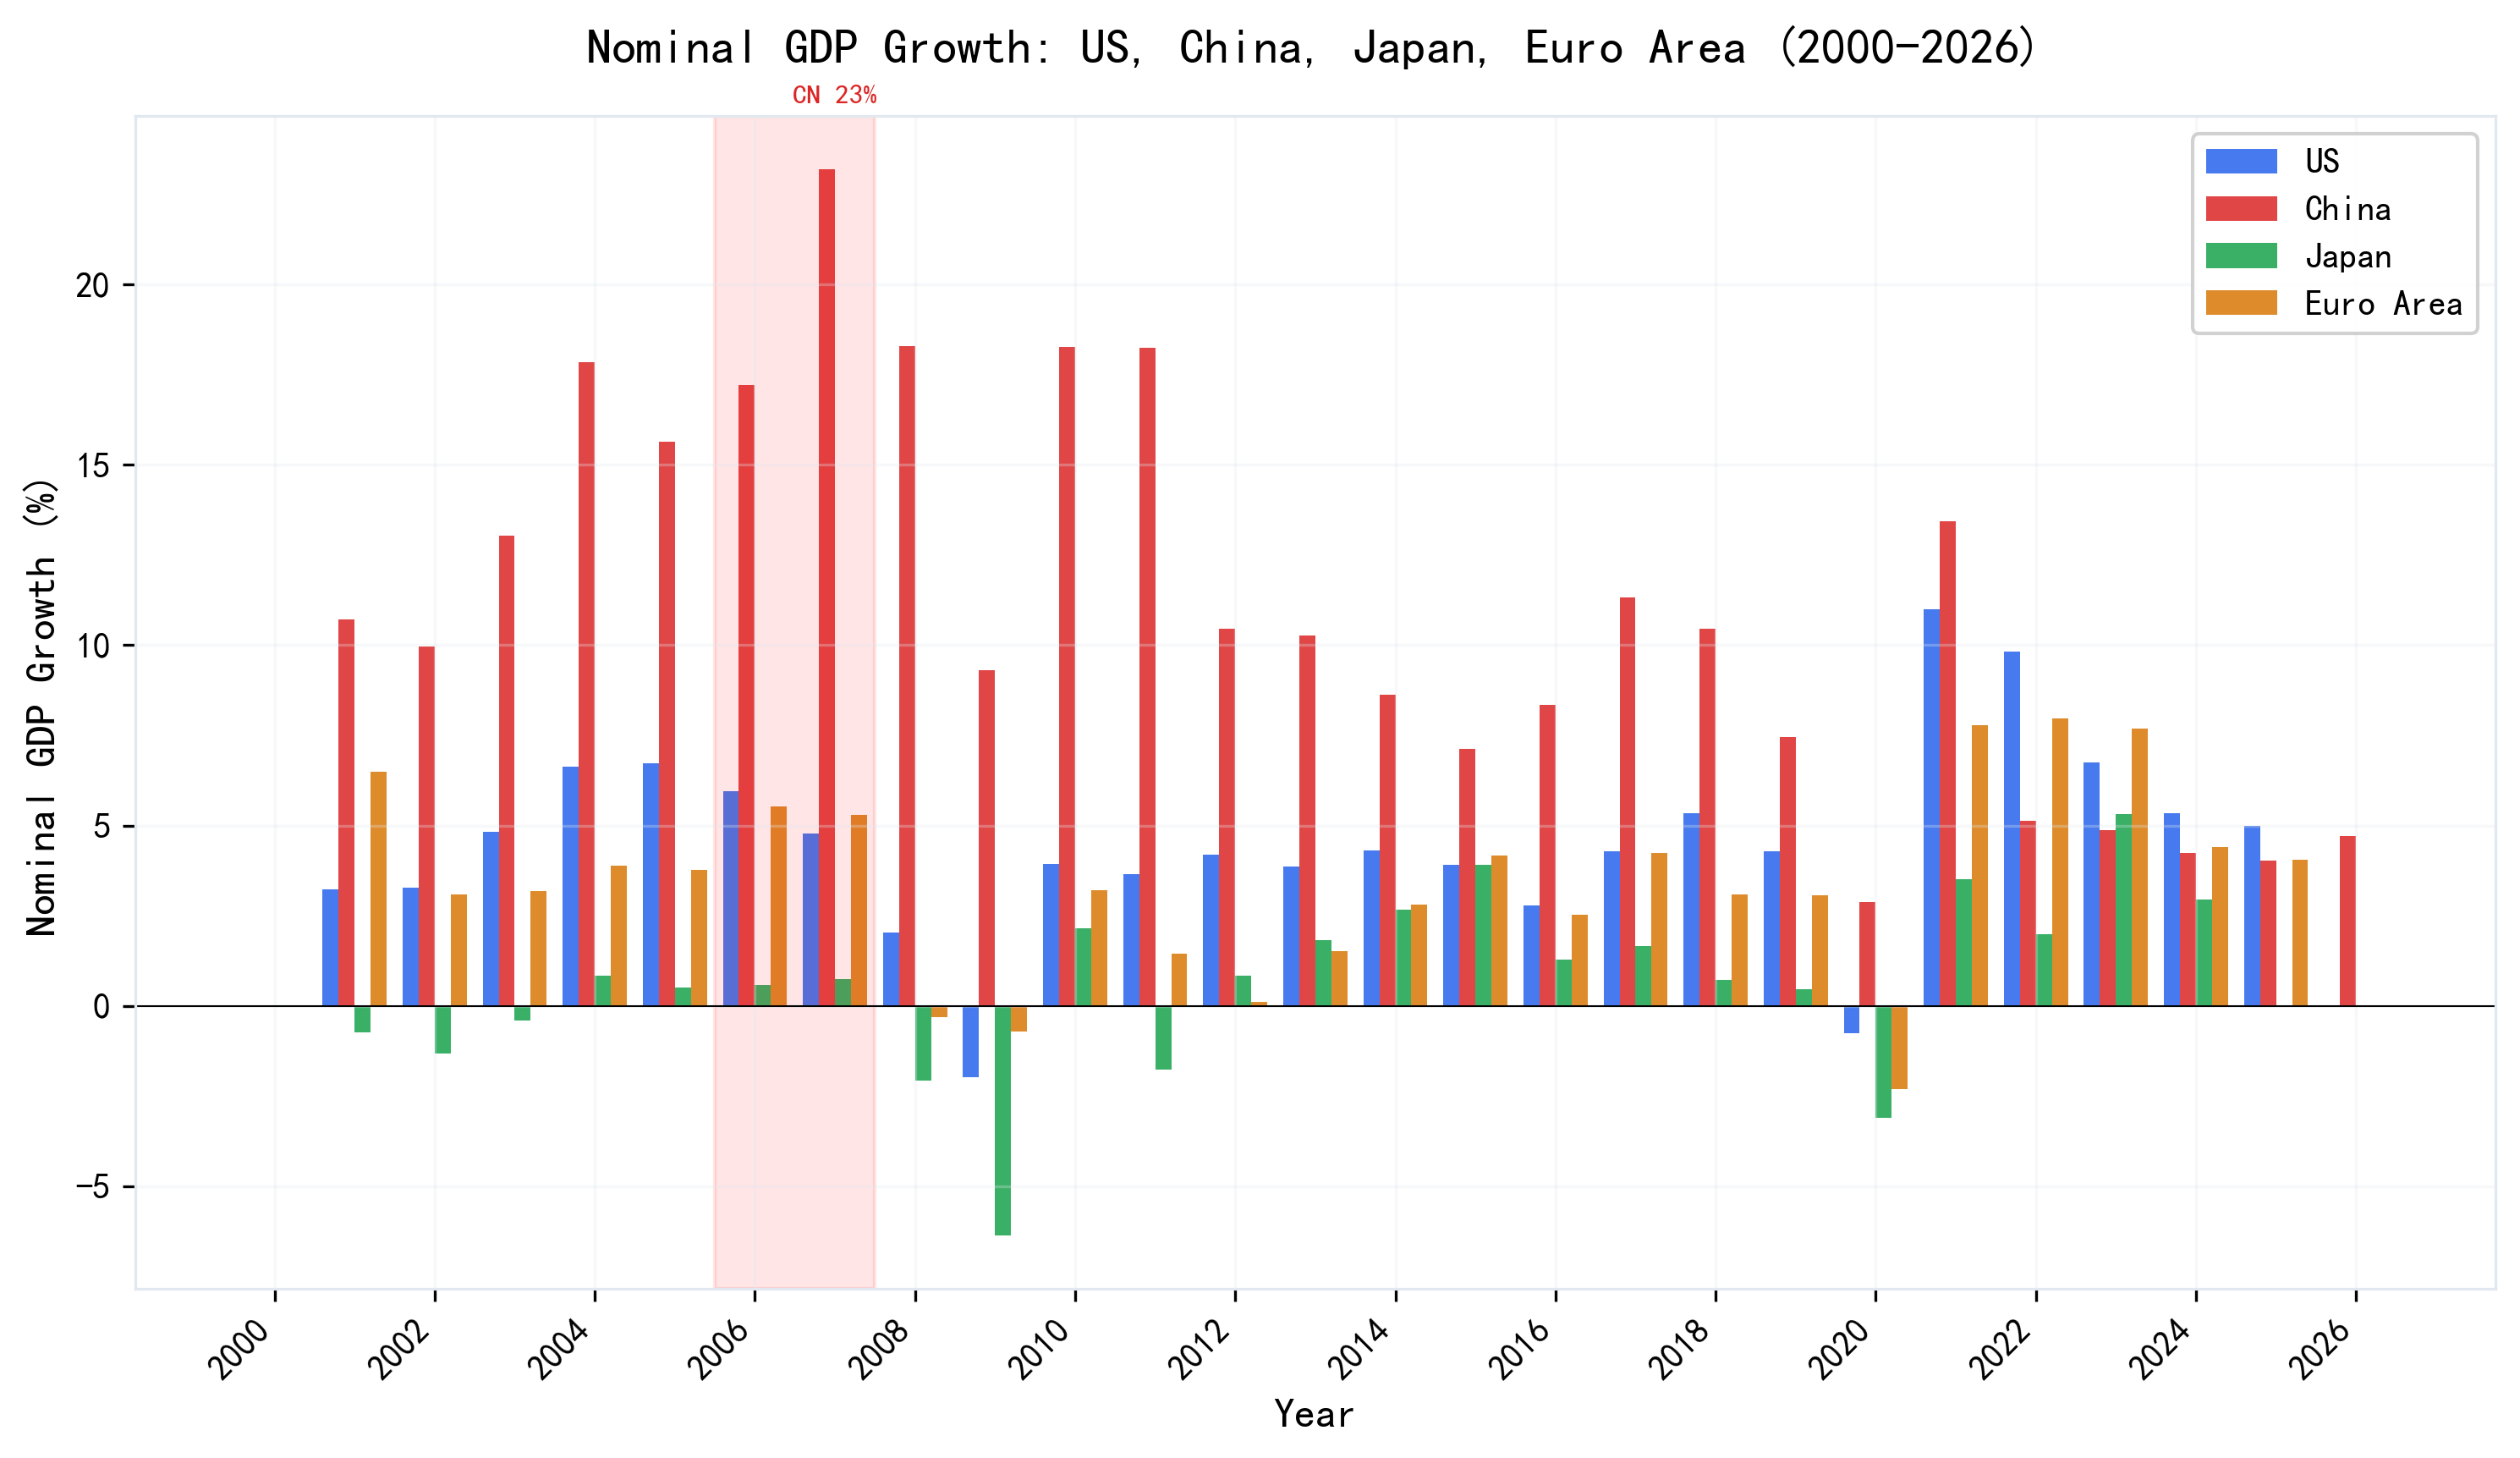 Nominal GDP Growth: US, China, Japan, Euro Area (2000-2026)
CN 23%
US
China
Japan
Euro Area
Nominal GDP Growth (%)
20
15
10
5
0
−5
2000
2002
2004
2006
2008
2010
2012
2014
2016
2018
2020
2022
2024
2026
Year